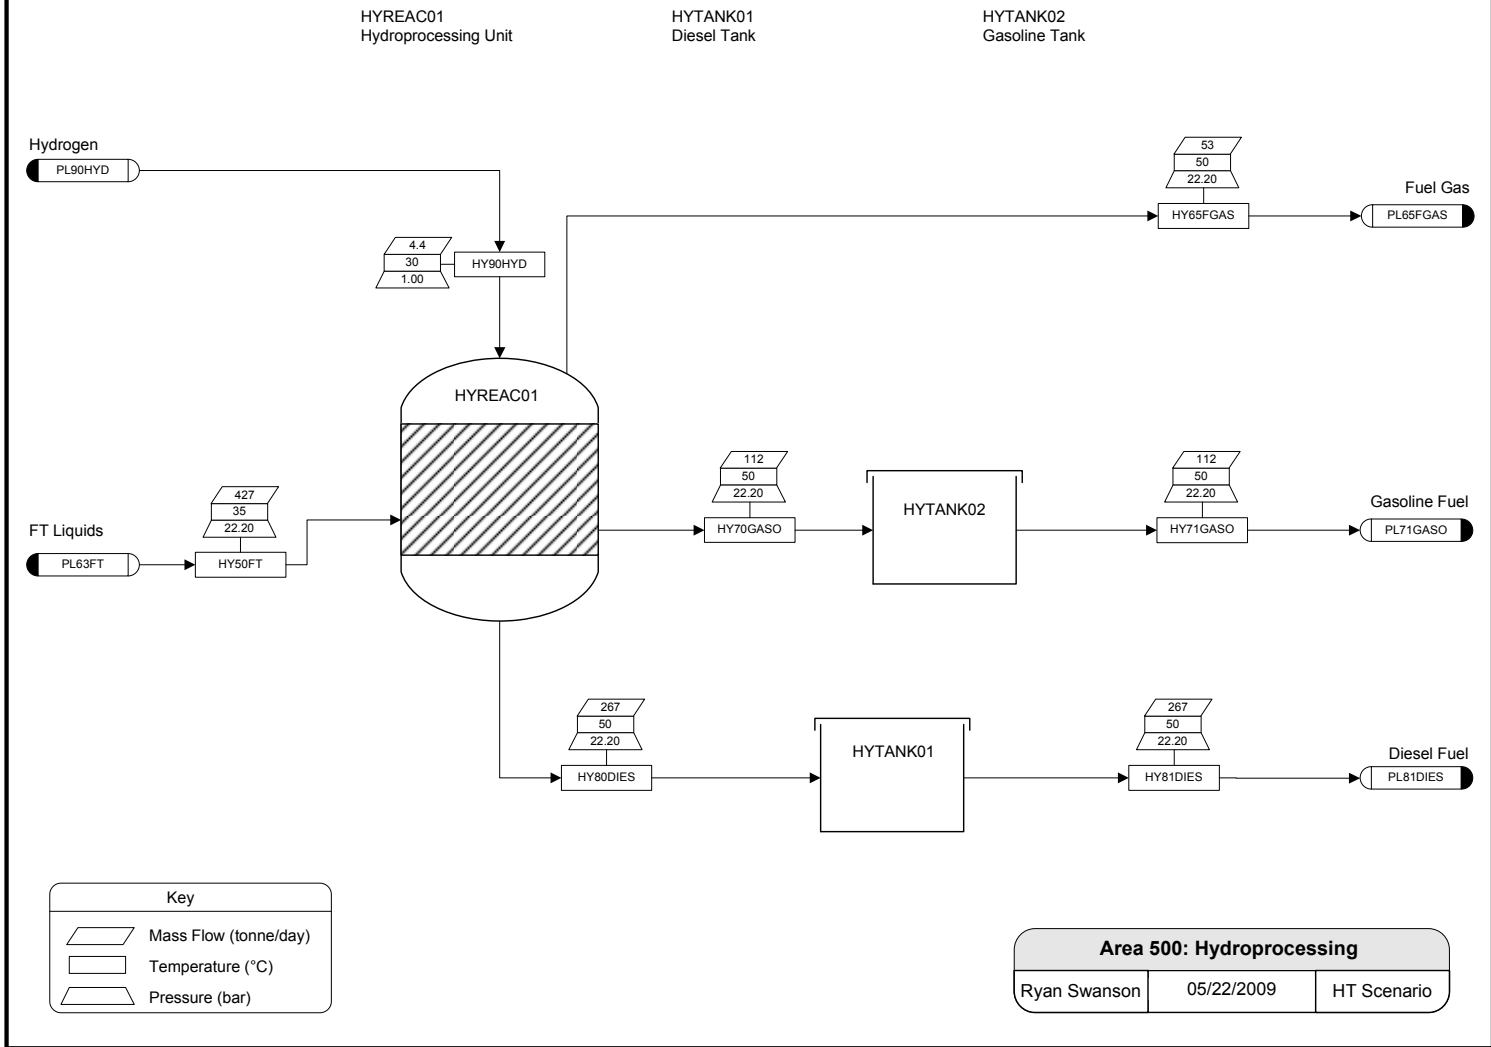 HYREAC01
Hydroprocessing Unit
HYTANK01
Diesel Tank
HYTANK02
Gasoline Tank
Hydrogen
PL90HYD
4.4
30
1.00
HY90HYD
53
50
22.20
HY65FGAS
Fuel Gas
PL65FGAS
HYREAC01
FT Liquids
PL63FT
427
35
22.20
HY50FT
112
50
22.20
HY70GASO
HYTANK02
112
50
22.20
HY71GASO
Gasoline Fuel
PL71GASO
267
50
22.20
HY80DIES
HYTANK01
267
50
22.20
HY81DIES
Diesel Fuel
PL81DIES
Key
Mass Flow (tonne/day)
Temperature (°C)
Pressure (bar)
Area 500: Hydroprocessing
Ryan Swanson
05/22/2009
HT Scenario